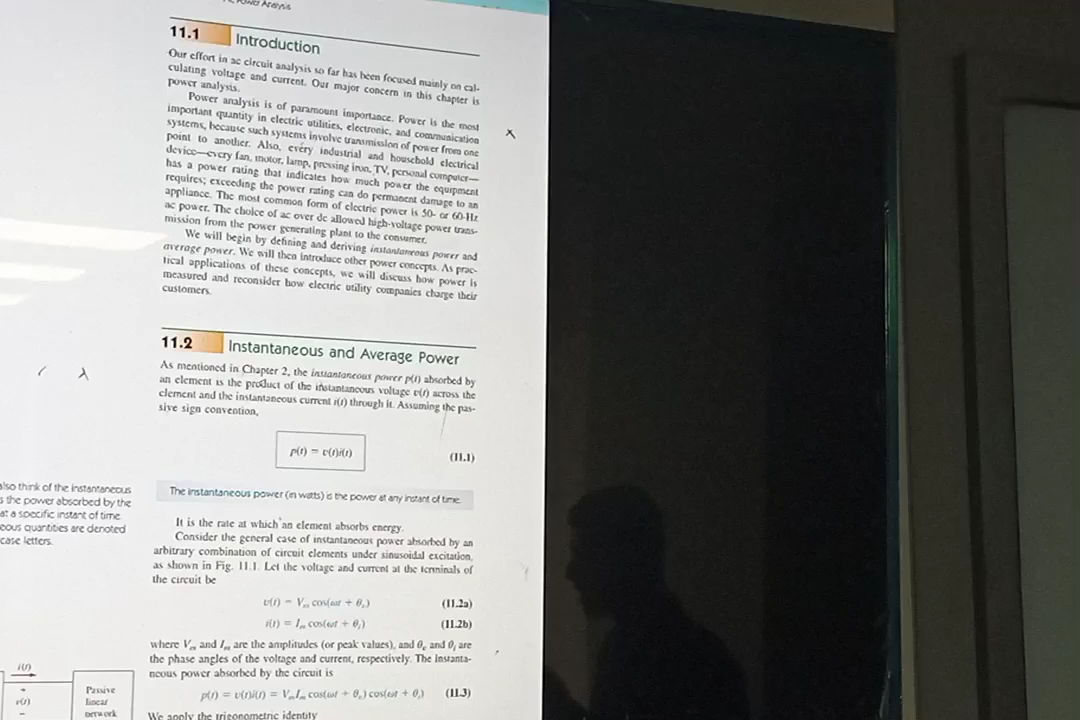 Power Analysis
11.1 Introduction
Our effort in ac circuit analysis so far has been focused mainly on cal-
culating voltage and current. Our major concern in this chapter is
power analysis.
Power analysis is of paramount importance. Power is the most
important quantity in electric utilities, electronic, and communication
systems, because such systems involve transmission of power from one
point to another. Also, every industrial and household electrical
device—every fan, motor, lamp, pressing iron, TV, personal computer—
has a power rating that indicates how much power the equipment
requires; exceeding the power rating can do permanent damage to an
appliance. The most common form of electric power is 50- or 60-Hz
ac power. The choice of ac over dc allowed high-voltage power trans-
mission from the power generating plant to the consumer.
We will begin by defining and deriving instantaneous power and
average power. We will then introduce other power concepts. As prac-
tical applications of these concepts, we will discuss how power is
measured and reconsider how electric utility companies charge their
customers.
11.2 Instantaneous and Average Power
As mentioned in Chapter 2, the instantaneous power p(t) absorbed by
an element is the product of the instantaneous voltage v(t) across the
element and the instantaneous current i(t) through it. Assuming the pas-
sive sign convention,
p(t) = v(t)i(t) (11.1)
also think of the instantaneous
s the power absorbed by the
at a specific instant of time.
eous quantities are denoted
case letters.
The instantaneous power (in watts) is the power at any instant of time.
It is the rate at which an element absorbs energy.
Consider the general case of instantaneous power absorbed by an
arbitrary combination of circuit elements under sinusoidal excitation,
as shown in Fig. 11.1. Let the voltage and current at the terminals of
the circuit be
v(t) = Vₘ cos(ωt + θᵥ) (11.2a)
i(t) = Iₘ cos(ωt + θᵢ) (11.2b)
where Vₘ and Iₘ are the amplitudes (or peak values), and θᵥ and θᵢ are
the phase angles of the voltage and current, respectively. The instanta-
neous power absorbed by the circuit is
p(t) = v(t)i(t) = VₘIₘ cos(ωt + θᵥ) cos(ωt + θᵢ) (11.3)
We apply the trigonometric identity
i(t)
+
v(t)
−
Passive
linear
network